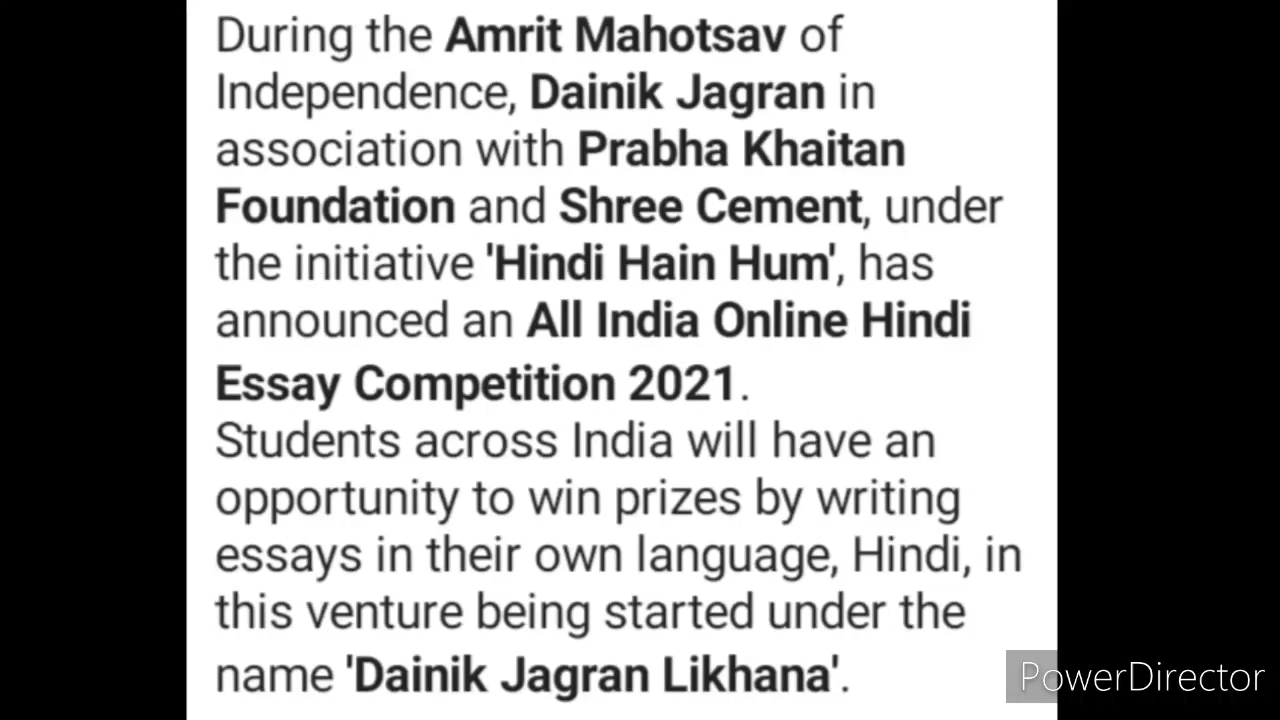 During the Amrit Mahotsav of
Independence, Dainik Jagran in
association with Prabha Khaitan
Foundation and Shree Cement, under
the initiative 'Hindi Hain Hum', has
announced an All India Online Hindi
Essay Competition 2021.
Students across India will have an
opportunity to win prizes by writing
essays in their own language, Hindi, in
this venture being started under the
name 'Dainik Jagran Likhana'.
PowerDirector